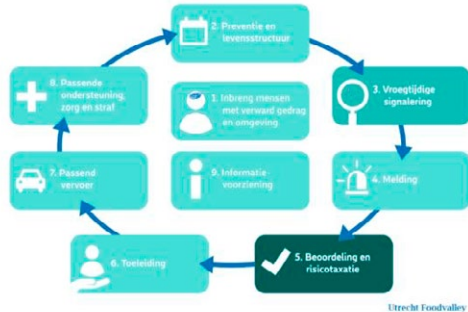 2. Preventie en
levensstructuur
8. Passende
ondersteuning,
zorg en straf
1. Inbreng mensen
met verward gedrag
en omgeving
3. Vroegtijdige
signalering
7. Passend
vervoer
9. Informatie-
voorziening
4. Melding
6. Toeleiding
5. Beoordeling en
risicotaxatie
Utrecht Foodvalley